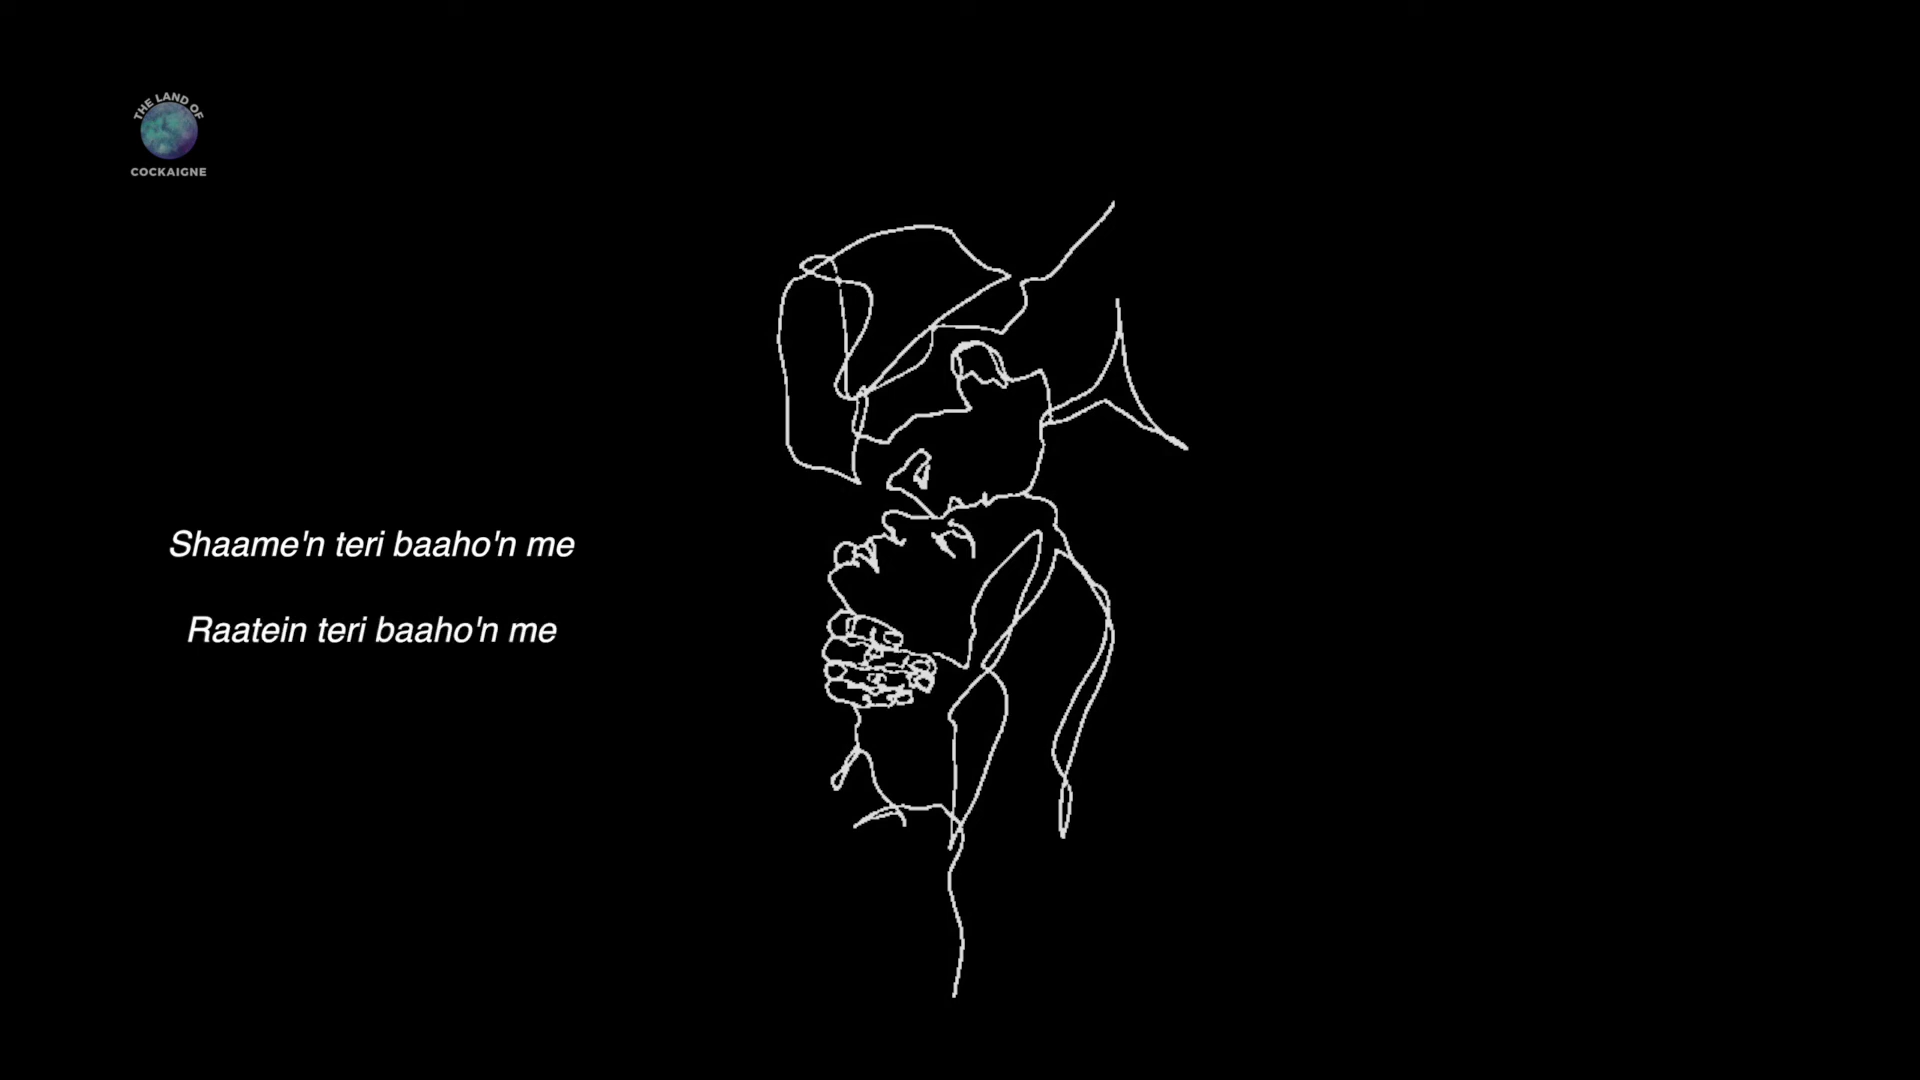 THE LAND OF
COCKAIGNE
Shaame'n teri baaho'n me
Raatein teri baaho'n me